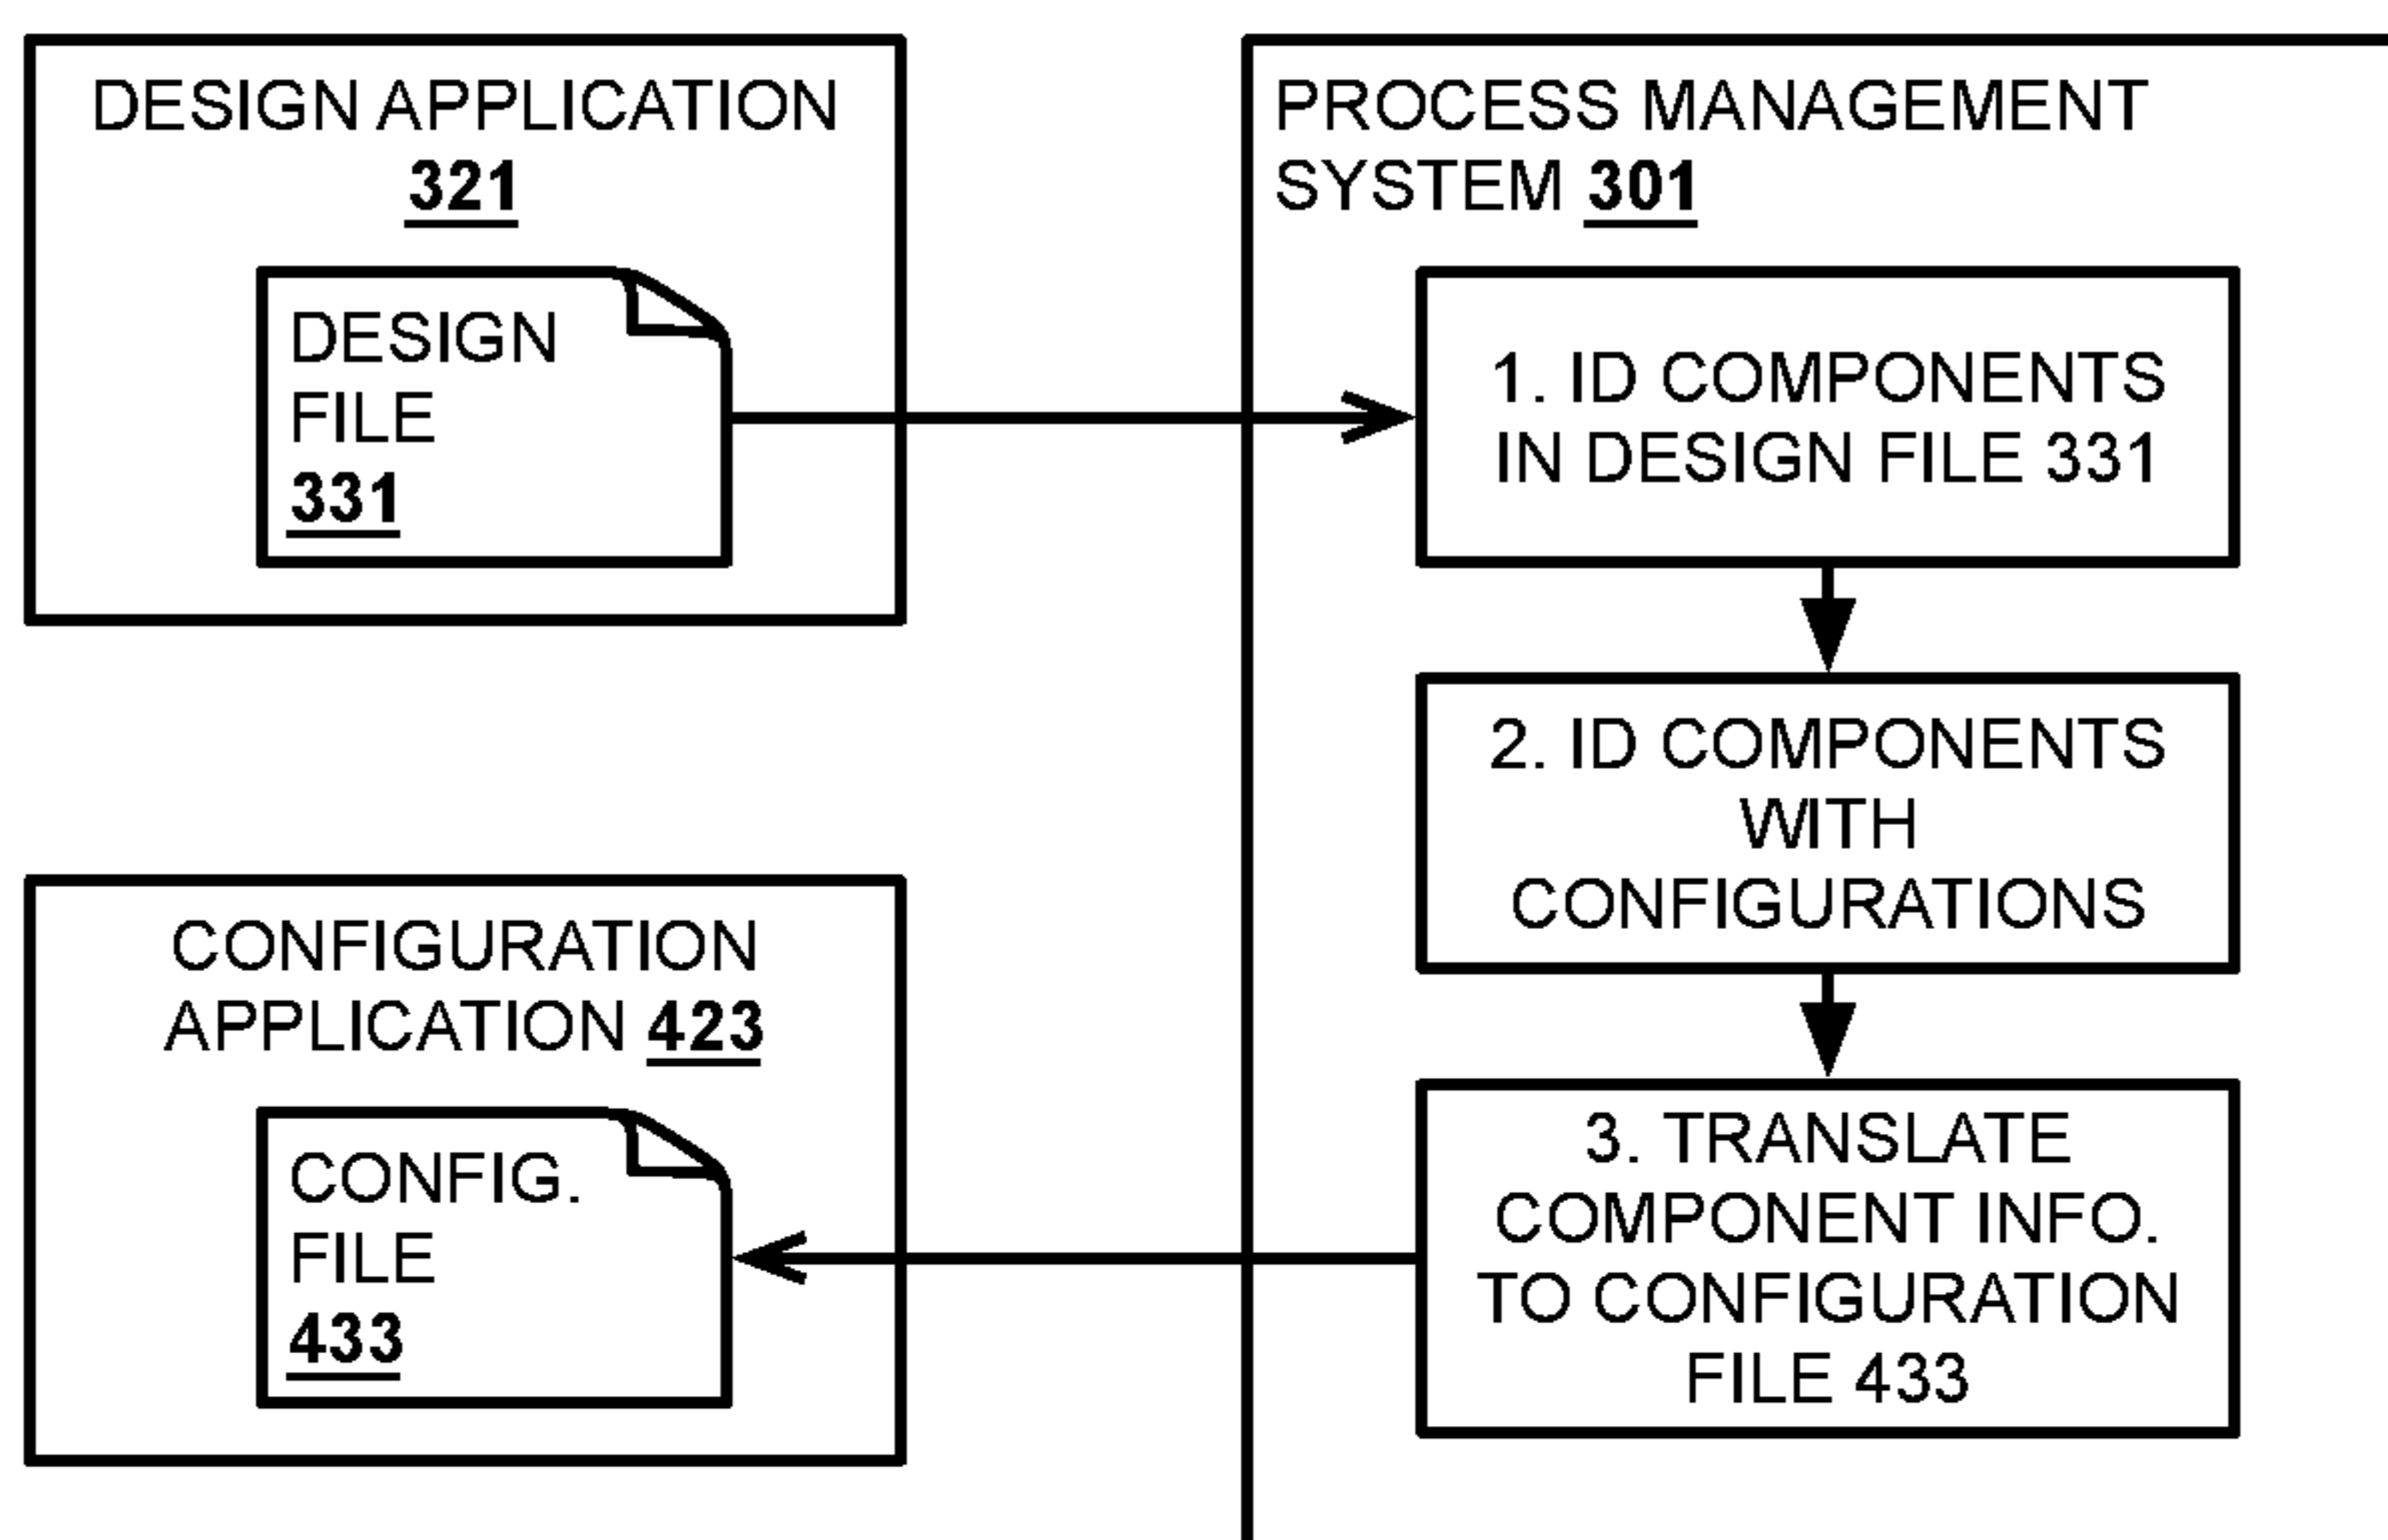 DESIGN APPLICATION
321
DESIGN
FILE
331
PROCESS MANAGEMENT
SYSTEM 301
1. ID COMPONENTS
IN DESIGN FILE 331
2. ID COMPONENTS
WITH
CONFIGURATIONS
3. TRANSLATE
COMPONENT INFO.
TO CONFIGURATION
FILE 433
CONFIGURATION
APPLICATION 423
CONFIG.
FILE
433